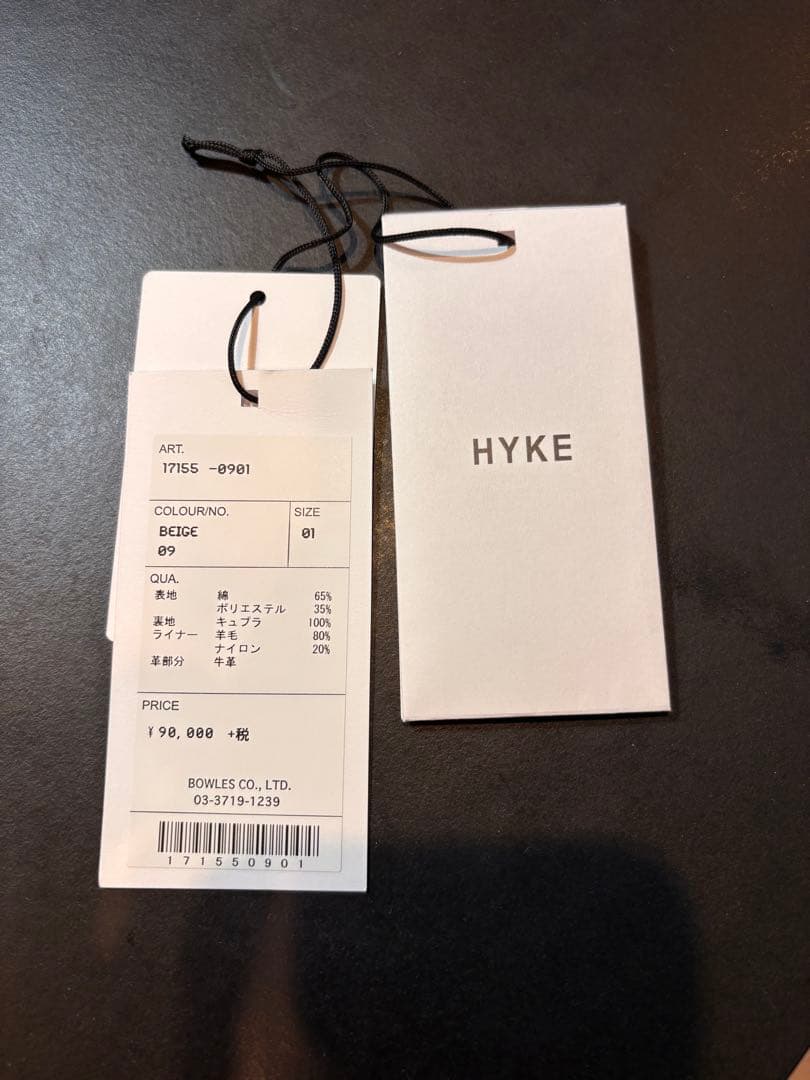 ART.
17155 -0901
COLOUR/NO. SIZE
BEIGE 01
09
QUA.
表地 綿 65%
ポリエステル 35%
裏地 キュプラ 100%
ライナー 羊毛 80%
ナイロン 20%
革部分 牛革
PRICE
¥90,000 +税
BOWLES CO., LTD.
03-3719-1239
171550901
HYKE